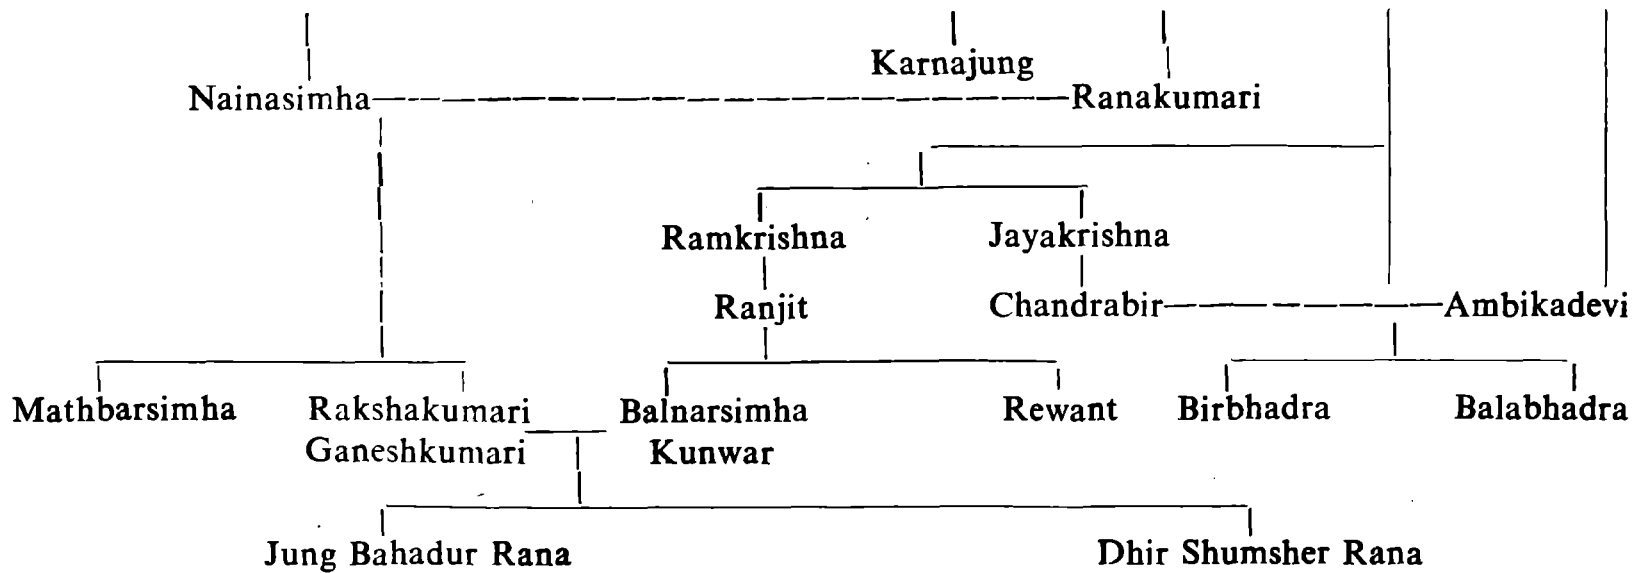 Karnajung
Nainasimha Ranakumari
Ramkrishna Jayakrishna
Ranjit Chandrabir Ambikadevi
Mathbarsimha Rakshakumari Balnarsimha Rewant Birbhadra Balabhadra
Ganeshkumari Kunwar
Jung Bahadur Rana Dhir Shumsher Rana